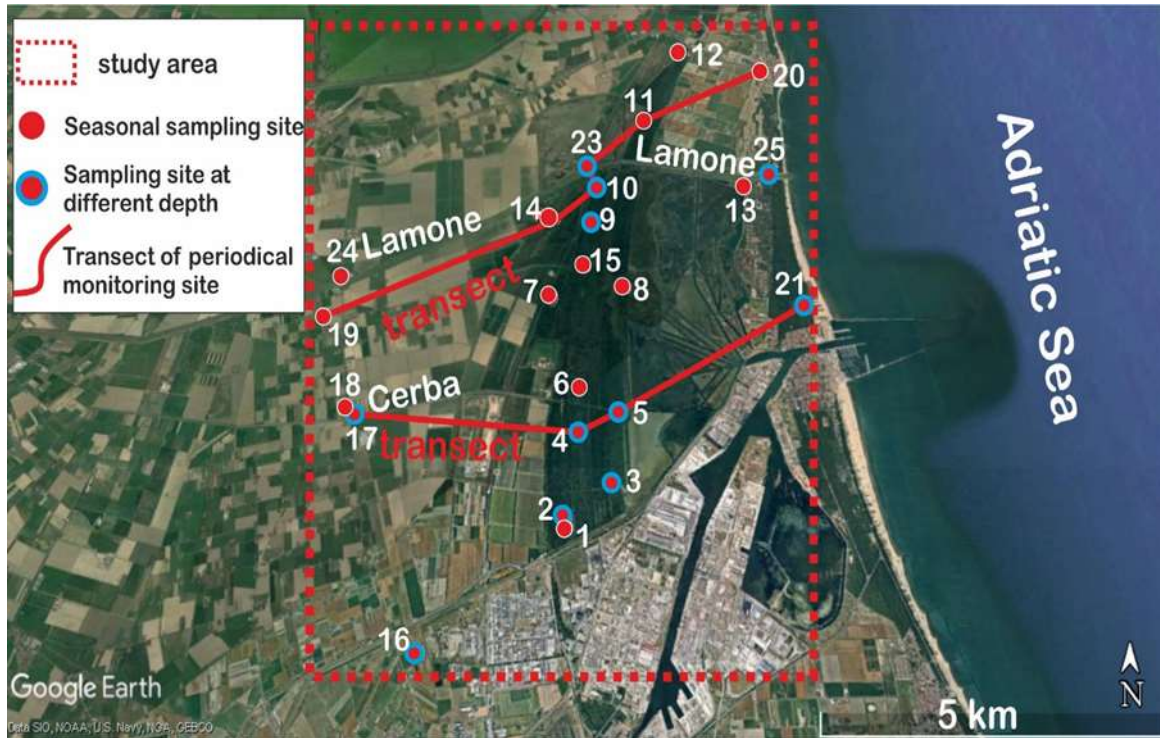 study area
Seasonal sampling site
Sampling site at
different depth
Transect of periodical
monitoring site
12
20
11
23
Lamone
25
10
13
14
9
24
Lamone
15
7
8
transect
21
19
Adriatic Sea
6
18
Cerba
5
17
4
transect
3
2
1
16
Google Earth
N
Data SIO, NOAA, U.S. Navy, NGA, GEBCO
5 km